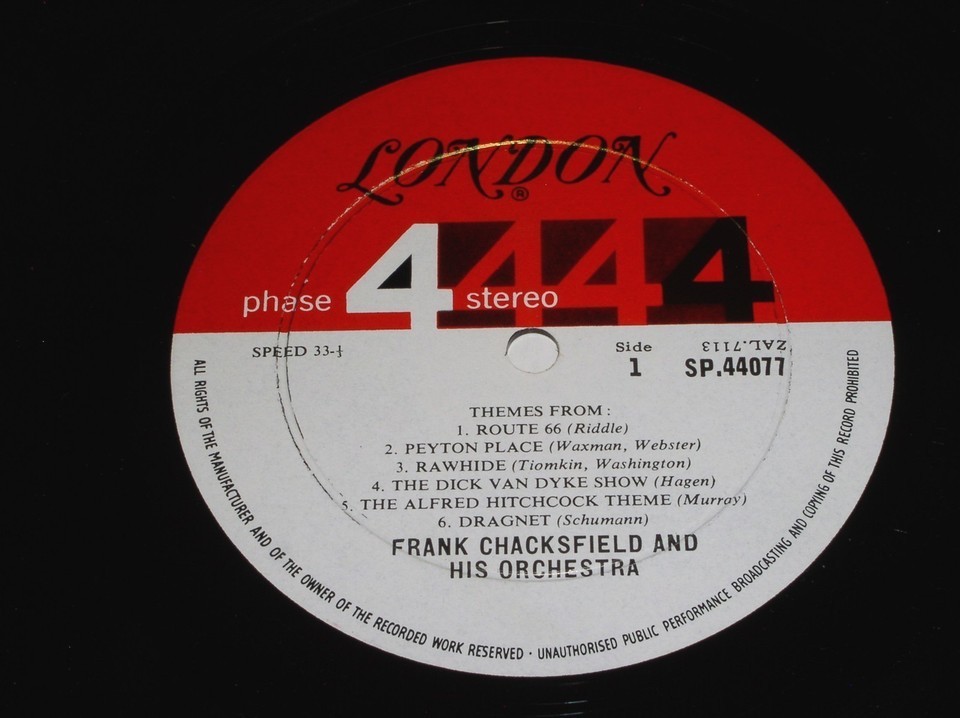 LONDON
®
phase 4 stereo 444
SPEED 33-⅓
Side
1
ZAL.7113
SP.44077
THEMES FROM:
1. ROUTE 66 (Riddle)
2. PEYTON PLACE (Waxman, Webster)
3. RAWHIDE (Tiomkin, Washington)
4. THE DICK VAN DYKE SHOW (Hagen)
5. THE ALFRED HITCHCOCK THEME (Murray)
6. DRAGNET (Schumann)
FRANK CHACKSFIELD AND
HIS ORCHESTRA
ALL RIGHTS OF THE MANUFACTURER AND OF THE OWNER OF THE RECORDED WORK RESERVED · UNAUTHORISED PUBLIC PERFORMANCE BROADCASTING AND COPYING OF THIS RECORD PROHIBITED